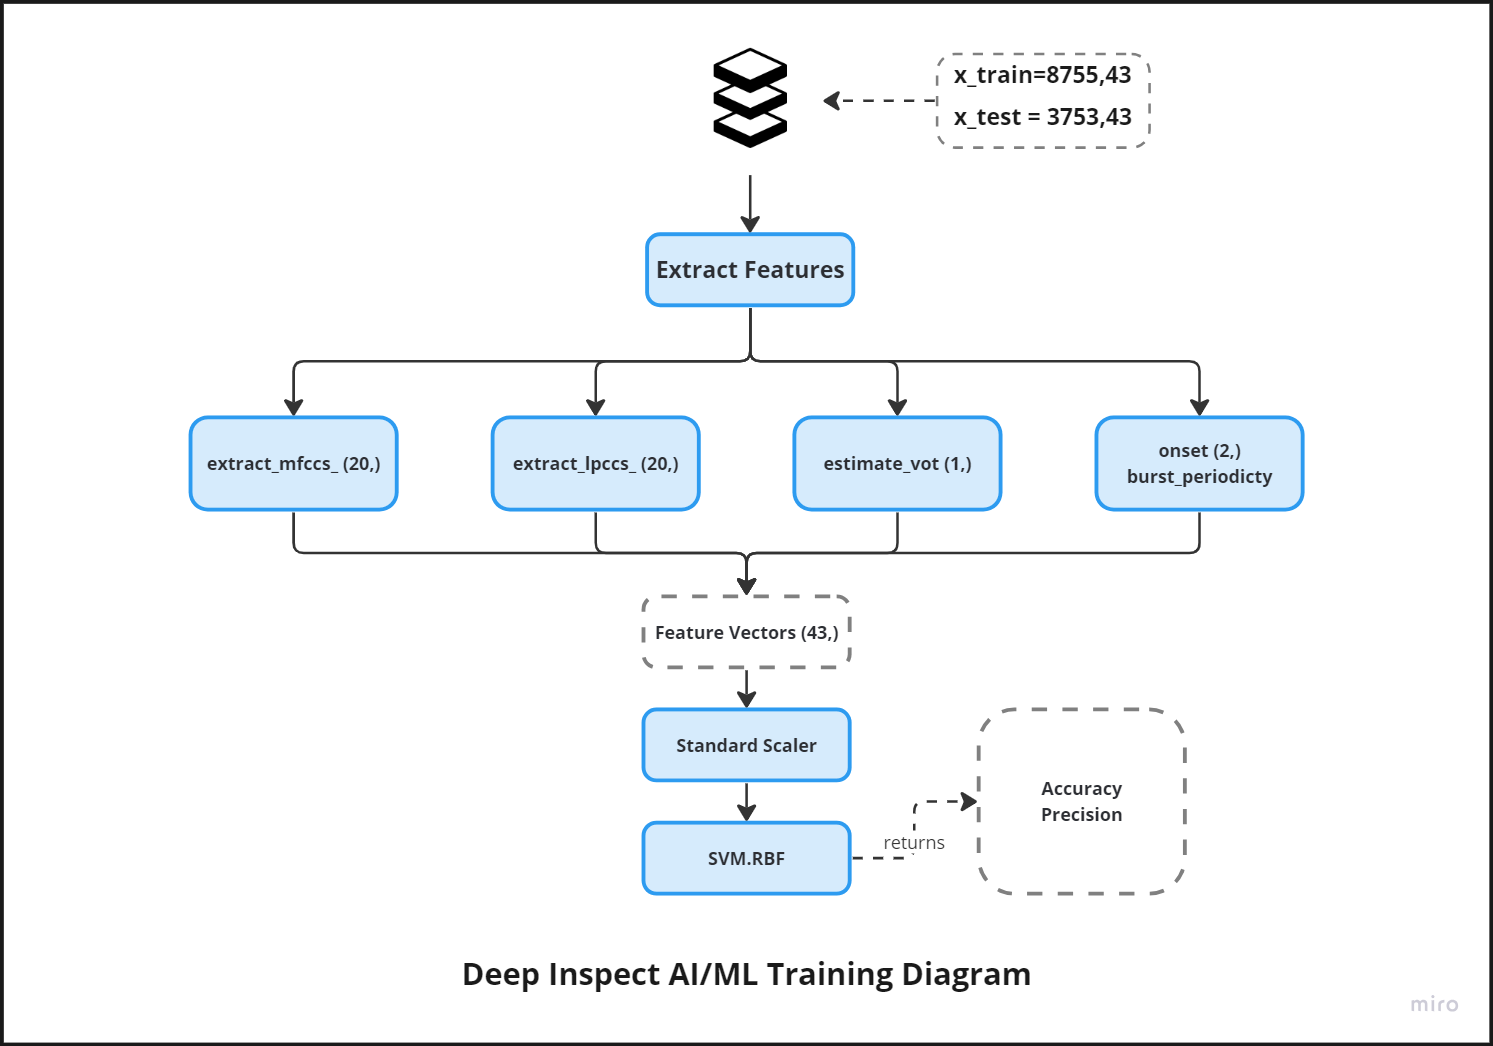 x_train=8755,43
x_test = 3753,43
Extract Features
extract_mfccs_ (20,)
extract_lpccs_ (20,)
estimate_vot (1,)
onset (2,)
burst_periodicty
Feature Vectors (43,)
Standard Scaler
SVM.RBF
returns
Accuracy
Precision
Deep Inspect AI/ML Training Diagram
miro